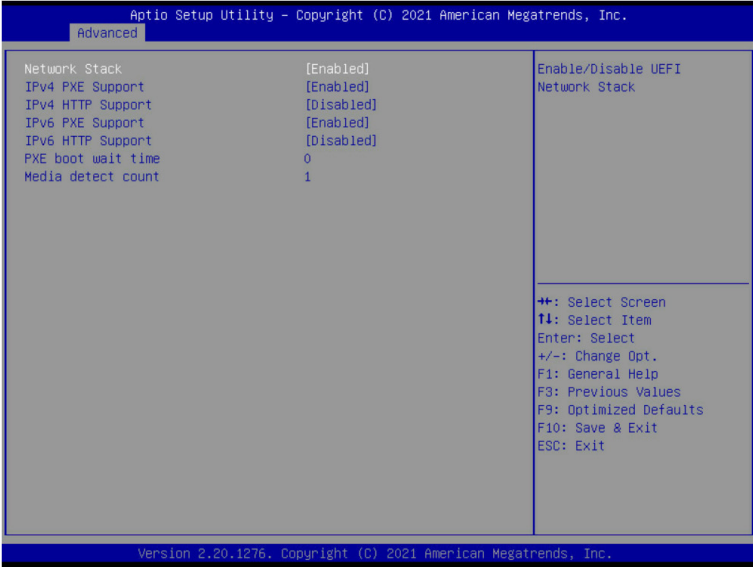 Aptio Setup Utility – Copyright (C) 2021 American Megatrends, Inc.
Advanced
Network Stack [Enabled]
IPv4 PXE Support [Enabled]
IPv4 HTTP Support [Disabled]
IPv6 PXE Support [Enabled]
IPv6 HTTP Support [Disabled]
PXE boot wait time 0
Media detect count 1
Enable/Disable UEFI
Network Stack
→←: Select Screen
↑↓: Select Item
Enter: Select
+/-: Change Opt.
F1: General Help
F3: Previous Values
F9: Optimized Defaults
F10: Save & Exit
ESC: Exit
Version 2.20.1276. Copyright (C) 2021 American Megatrends, Inc.